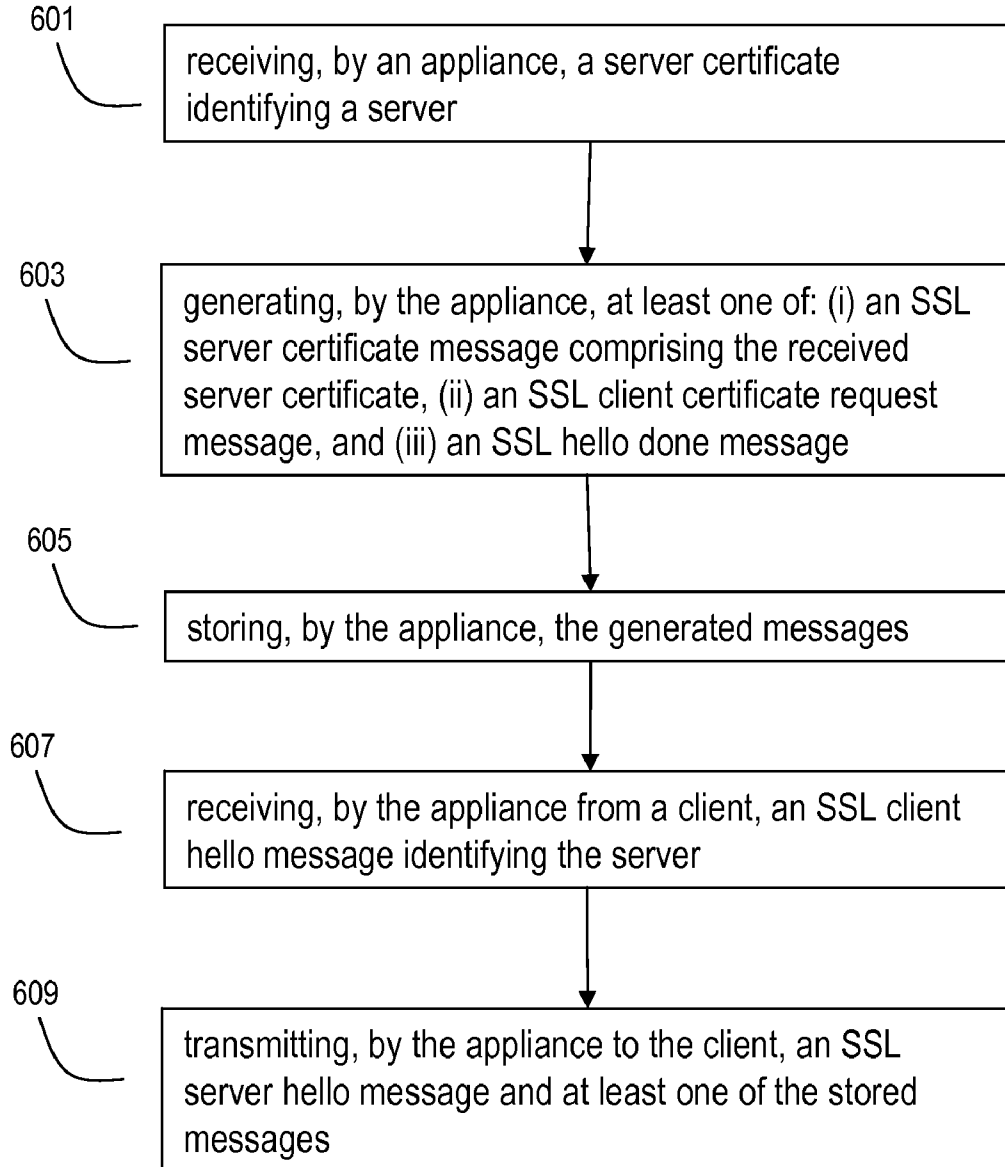 601
receiving, by an appliance, a server certificate
identifying a server
603
generating, by the appliance, at least one of: (i) an SSL
server certificate message comprising the received
server certificate, (ii) an SSL client certificate request
message, and (iii) an SSL hello done message
605
storing, by the appliance, the generated messages
607
receiving, by the appliance from a client, an SSL client
hello message identifying the server
609
transmitting, by the appliance to the client, an SSL
server hello message and at least one of the stored
messages